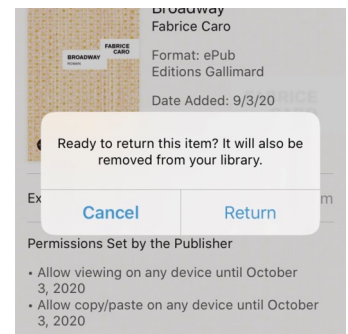 Broadway
Fabrice Caro
FABRICE
CARO
BROADWAY
ROMAN
Format: ePub
Editions Gallimard
Date Added: 9/3/20
Ready to return this item? It will also be
removed from your library.
Ex
m
Cancel
Return
Permissions Set by the Publisher
• Allow viewing on any device until October
3, 2020
• Allow copy/paste on any device until October
3, 2020